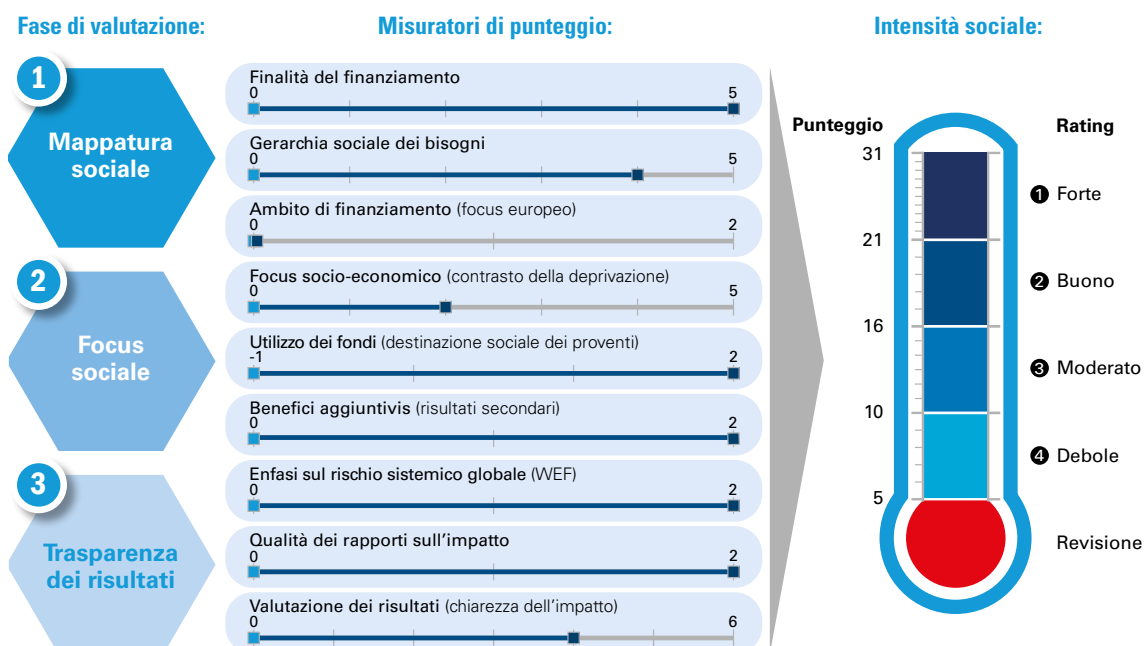 Fase di valutazione:
Misuratori di punteggio:
Intensità sociale:
1
Mappatura
sociale
2
Focus
sociale
3
Trasparenza
dei risultati
Finalità del finanziamento
0 5
Gerarchia sociale dei bisogni
0 5
Ambito di finanziamento (focus europeo)
0 2
Focus socio-economico (contrasto della deprivazione)
0 5
Utilizzo dei fondi (destinazione sociale dei proventi)
-1 2
Benefici aggiuntivis (risultati secondari)
0 2
Enfasi sul rischio sistemico globale (WEF)
0 2
Qualità dei rapporti sull'impatto
0 2
Valutazione dei risultati (chiarezza dell'impatto)
0 6
Punteggio
31
21
16
10
5
Rating
1 Forte
2 Buono
3 Moderato
4 Debole
Revisione